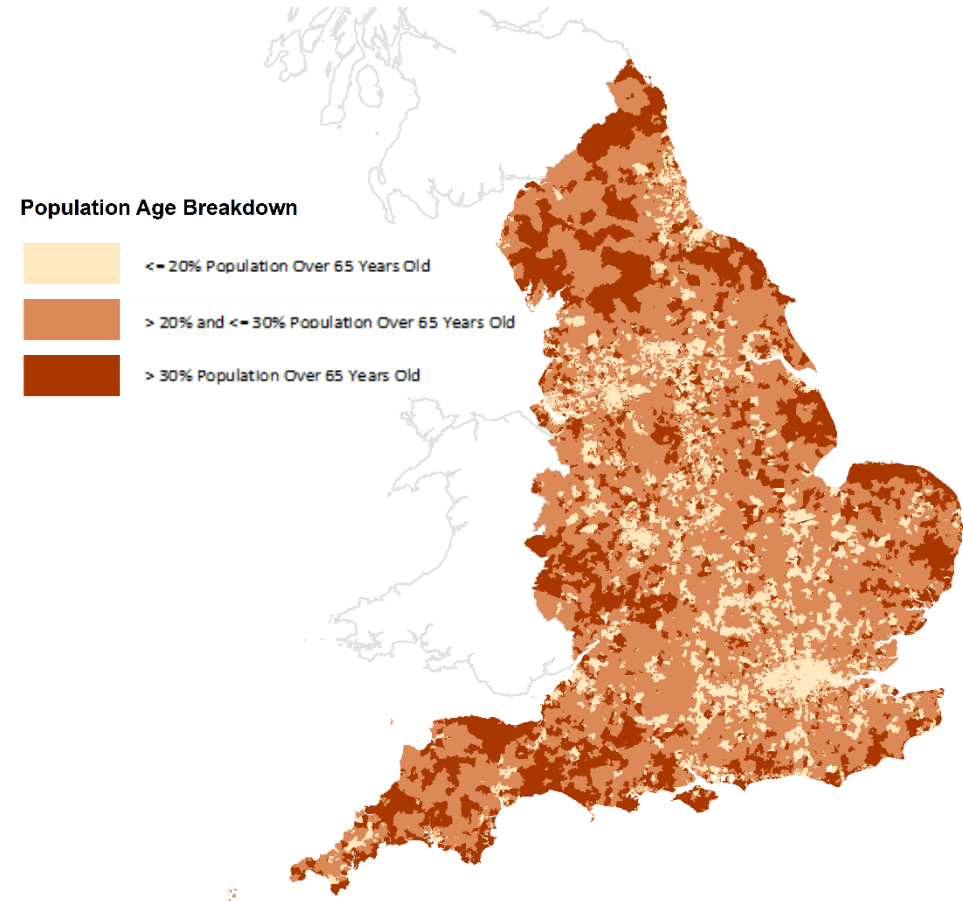 Population Age Breakdown
<= 20% Population Over 65 Years Old
> 20% and <= 30% Population Over 65 Years Old
> 30% Population Over 65 Years Old